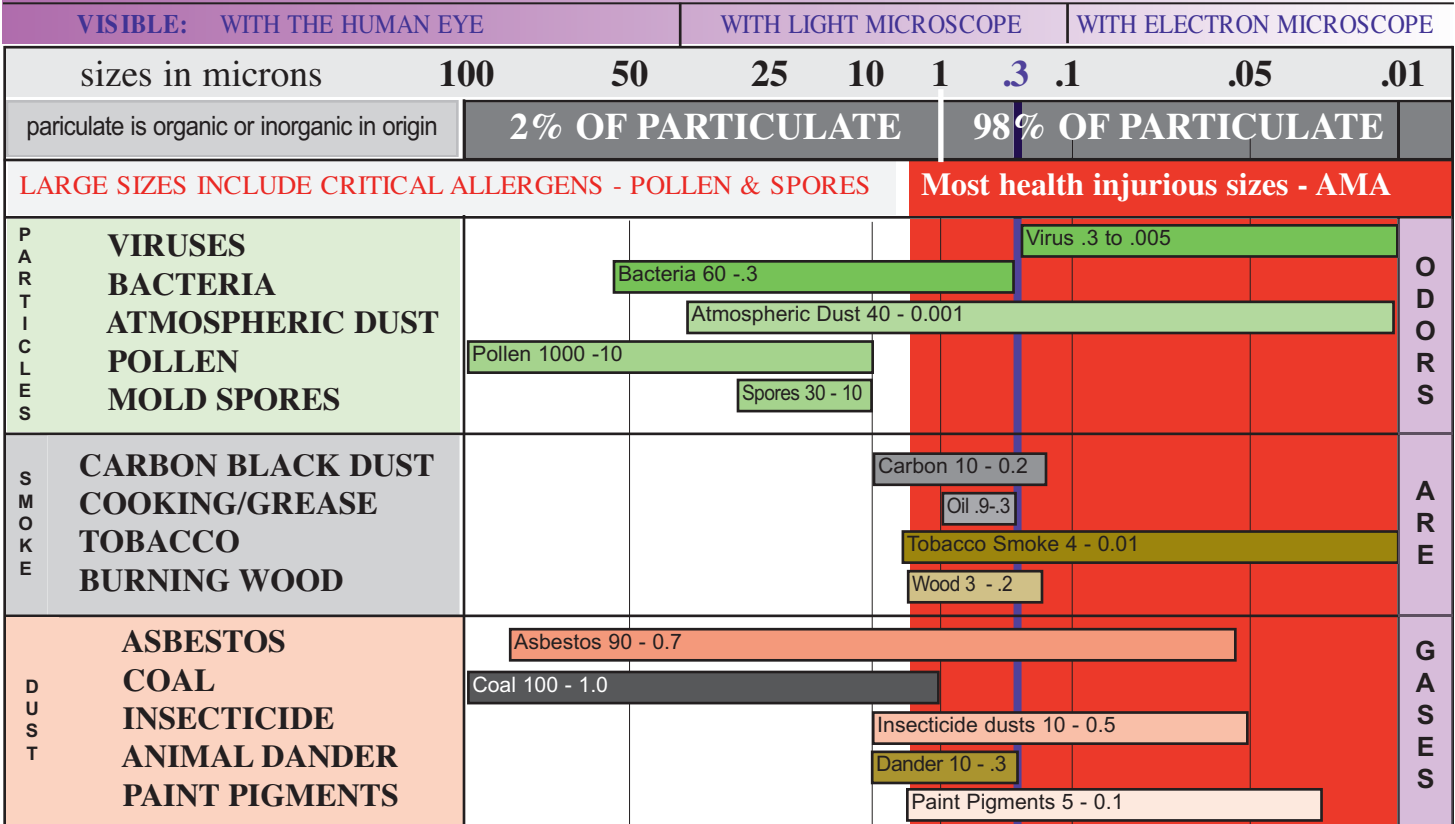 VISIBLE: WITH THE HUMAN EYE WITH LIGHT MICROSCOPE WITH ELECTRON MICROSCOPE
sizes in microns 100 50 25 10 1 .3 .1 .05 .01
pariculate is organic or inorganic in origin 2% OF PARTICULATE 98% OF PARTICULATE
LARGE SIZES INCLUDE CRITICAL ALLERGENS - POLLEN & SPORES Most health injurious sizes - AMA
PARTICLES
VIRUSES Virus .3 to .005
BACTERIA Bacteria 60 -.3
ATMOSPHERIC DUST Atmospheric Dust 40 - 0.001
POLLEN Pollen 1000 -10
MOLD SPORES Spores 30 - 10
SMOKE
CARBON BLACK DUST Carbon 10 - 0.2
COOKING/GREASE Oil .9-.3
TOBACCO Tobacco Smoke 4 - 0.01
BURNING WOOD Wood 3 - .2
DUST
ASBESTOS Asbestos 90 - 0.7
COAL Coal 100 - 1.0
INSECTICIDE Insecticide dusts 10 - 0.5
ANIMAL DANDER Dander 10 - .3
PAINT PIGMENTS Paint Pigments 5 - 0.1
ODORS
ARE
GASES